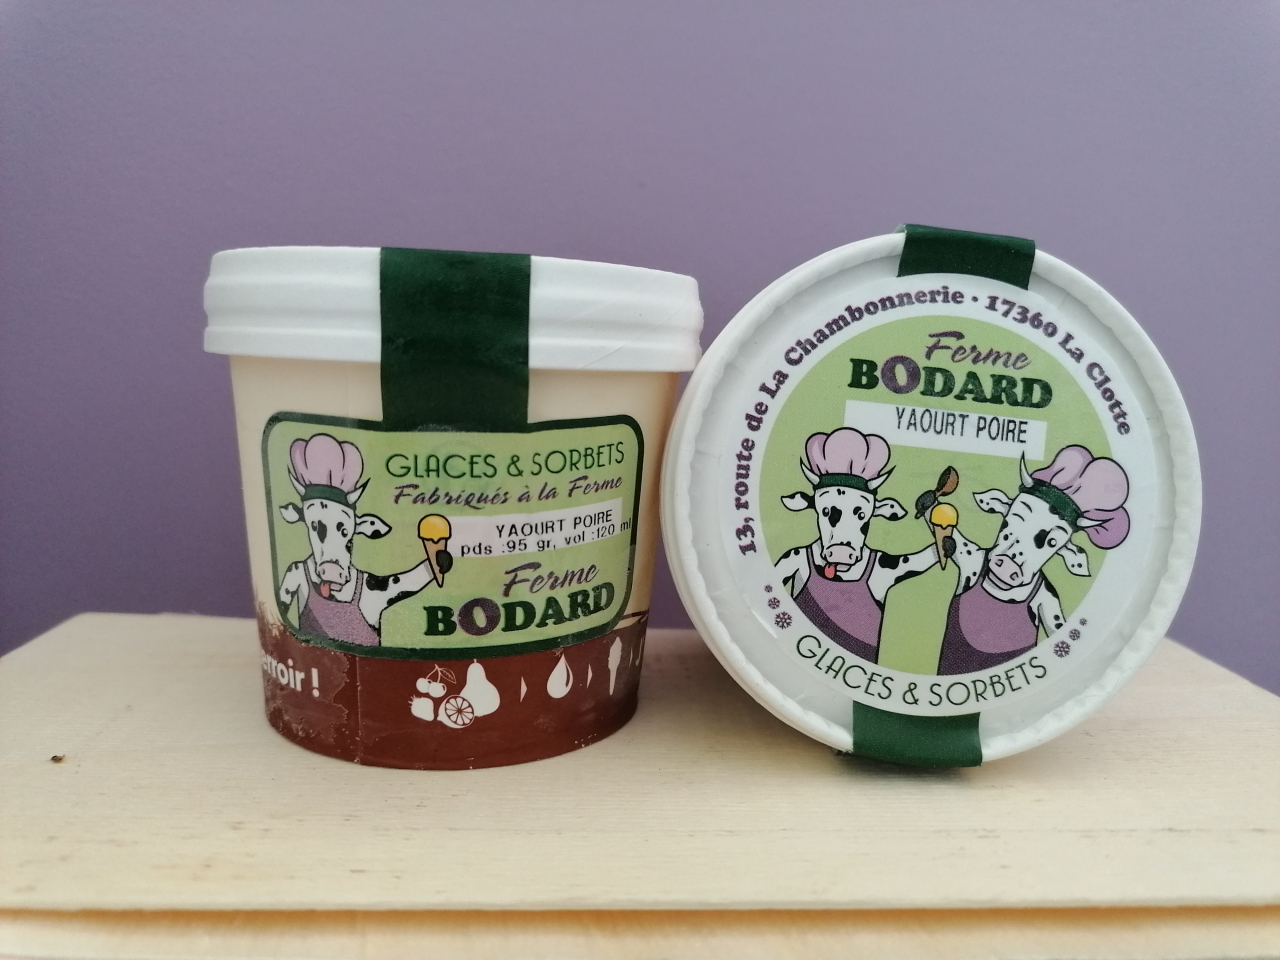 GLACES & SORBETS
Fabriqués à la Ferme
YAOURT POIRE
pds :95 gr, vol :120 ml
Ferme
BODARD
erroir !
13, route de La Chambonnerie • 17360 La Clotte
Ferme
BODARD
YAOURT POIRE
GLACES & SORBETS